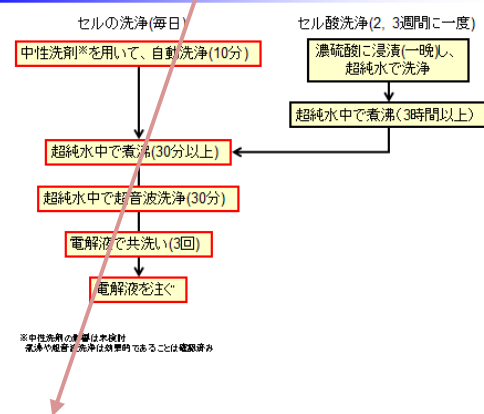 セルの洗浄(毎日)
中性洗剤※を用いて、自動洗浄(10分)
超純水中で煮沸(30分以上)
超純水中で超音波洗浄(30分)
電解液で共洗い(3回)
電解液を注ぐ
セル酸洗浄(2, 3週間に一度)
濃硫酸に浸漬(一晩)し、
超純水で洗浄
超純水中で煮沸(3時間以上)
※中性洗剤の影響は未検討
煮沸や超音波洗浄は効果的であることは確認済み